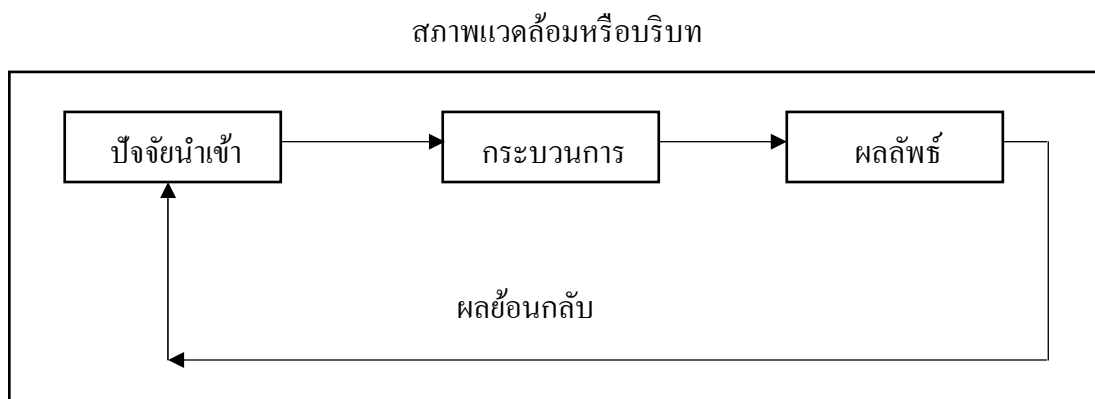 สภาพแวดล้อมหรือบริบท
ปัจจัยนำเข้า
กระบวนการ
ผลลัพธ์
ผลย้อนกลับ